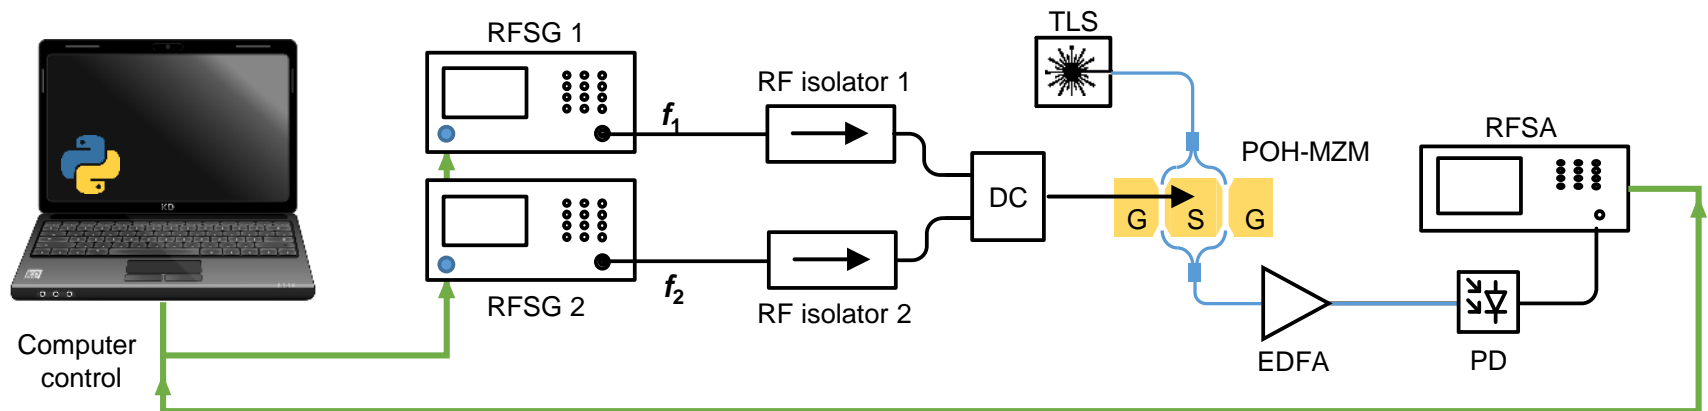 RFSG 1
f1
RF isolator 1
TLS
POH-MZM
RFSA
DC
G S G
RFSG 2
f2
RF isolator 2
EDFA
PD
Computer
control